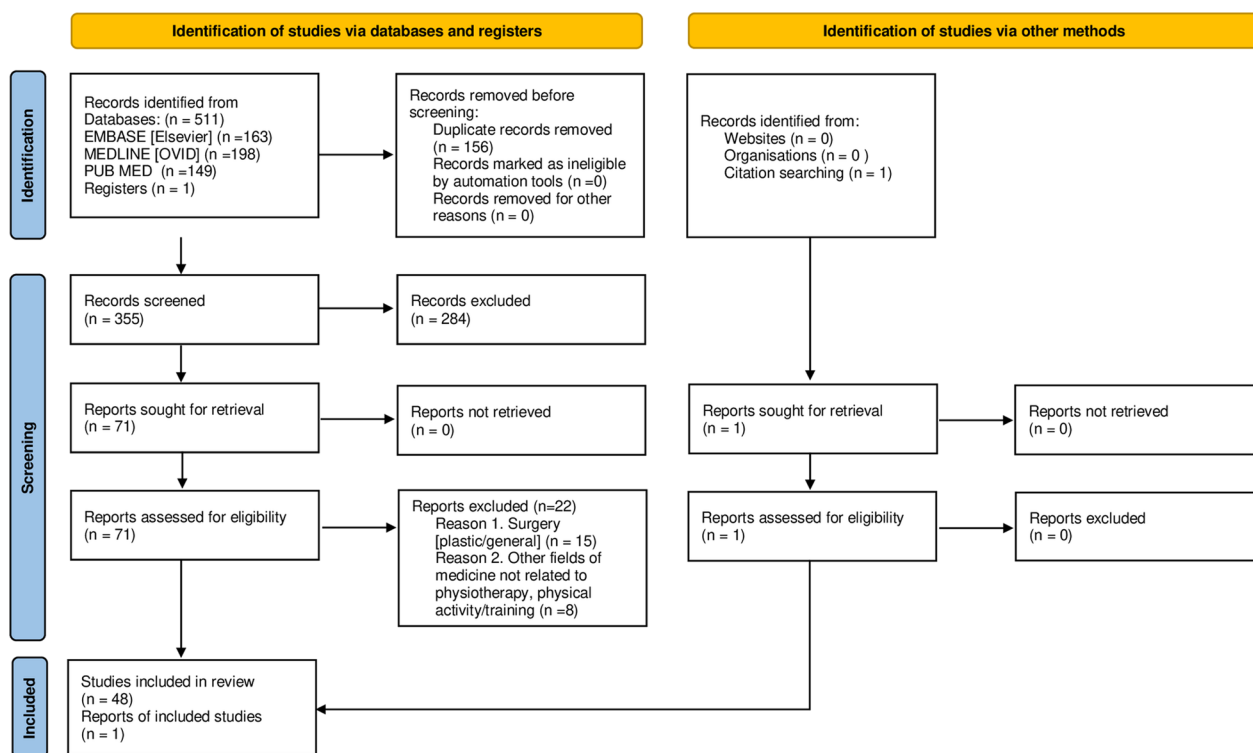 Identification of studies via databases and registers
Identification of studies via other methods
Identification
Records identified from
Databases: (n = 511)
EMBASE [Elsevier] (n =163)
MEDLINE [OVID] (n =198)
PUB MED (n =149)
Registers (n = 1)
Records removed before
screening:
Duplicate records removed
(n = 156)
Records marked as ineligible
by automation tools (n =0)
Records removed for other
reasons (n = 0)
Records identified from:
Websites (n = 0)
Organisations (n = 0 )
Citation searching (n = 1)
Screening
Records screened
(n = 355)
Records excluded
(n = 284)
Reports sought for retrieval
(n = 71)
Reports not retrieved
(n = 0)
Reports sought for retrieval
(n = 1)
Reports not retrieved
(n = 0)
Reports assessed for eligibility
(n = 71)
Reports excluded (n=22)
Reason 1. Surgery
[plastic/general] (n = 15)
Reason 2. Other fields of
medicine not related to
physiotherapy, physical
activity/training (n =8)
Reports assessed for eligibility
(n = 1)
Reports excluded
(n = 0)
Included
Studies included in review
(n = 48)
Reports of included studies
(n = 1)